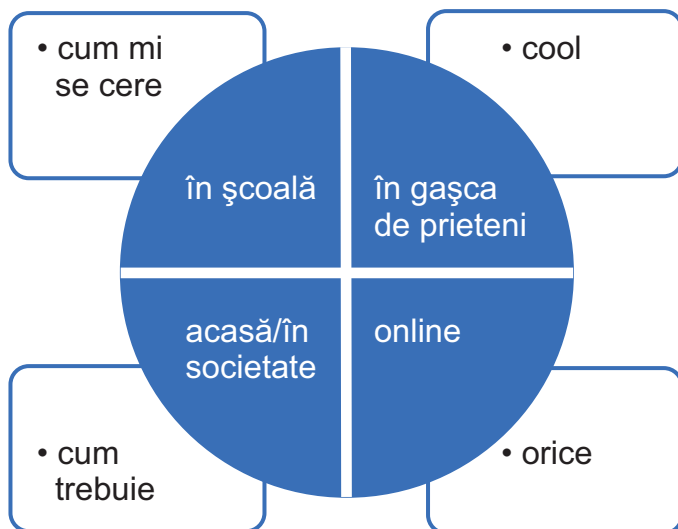 • cum mi
se cere
• cool
în şcoală
în gaşca
de prieteni
acasă/în
societate
online
• cum
trebuie
• orice